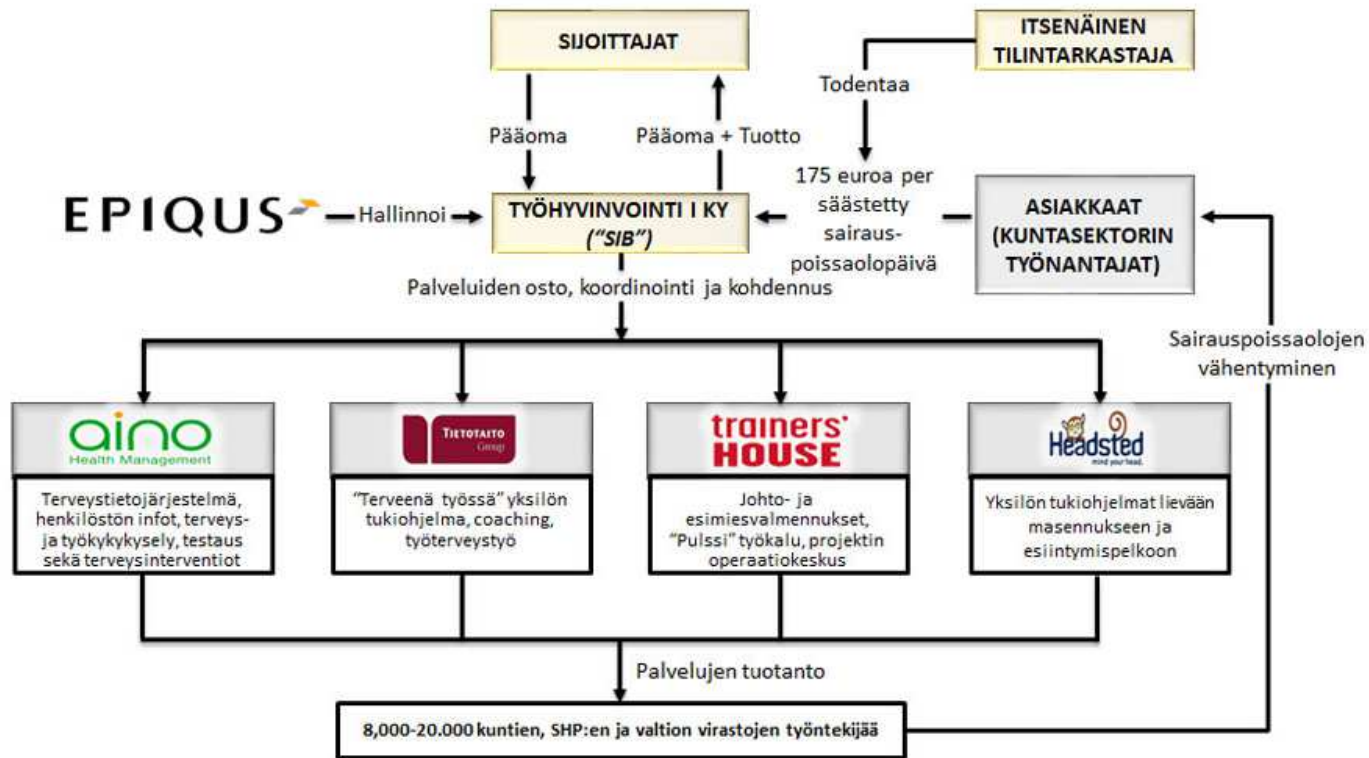 SIJOITTAJAT
ITSENÄINEN
TILINTARKASTAJA
Todentaa
Pääoma
Pääoma + Tuotto
EPIQUS
Hallinnoi
TYÖHYVINVOINTI I KY
("SIB")
175 euroa per
säästetty
sairaus-
poissaolopäivä
ASIAKKAAT
(KUNTASEKTORIN
TYÖNANTAJAT)
Palveluiden osto, koordinointi ja kohdennus
Sairauspoissaolojen
vähentyminen
aino
Health Management
Terveystietojärjestelmä,
henkilöstön infot, terveys-
ja työkykykysely, testaus
sekä terveysinterventiot
TIETOTAITO
Group
"Terveenä työssä" yksilön
tukiohjelma, coaching,
työterveystyö
trainers'
HOUSE
Johto- ja
esimiesvalmennukset,
"Pulssi" työkalu, projektin
operaatiokeskus
Headsted
mind your head.
Yksilön tukiohjelmat lievään
masennukseen ja
esiintymispelkoon
Palvelujen tuotanto
8,000-20.000 kuntien, SHP:en ja valtion virastojen työntekijää